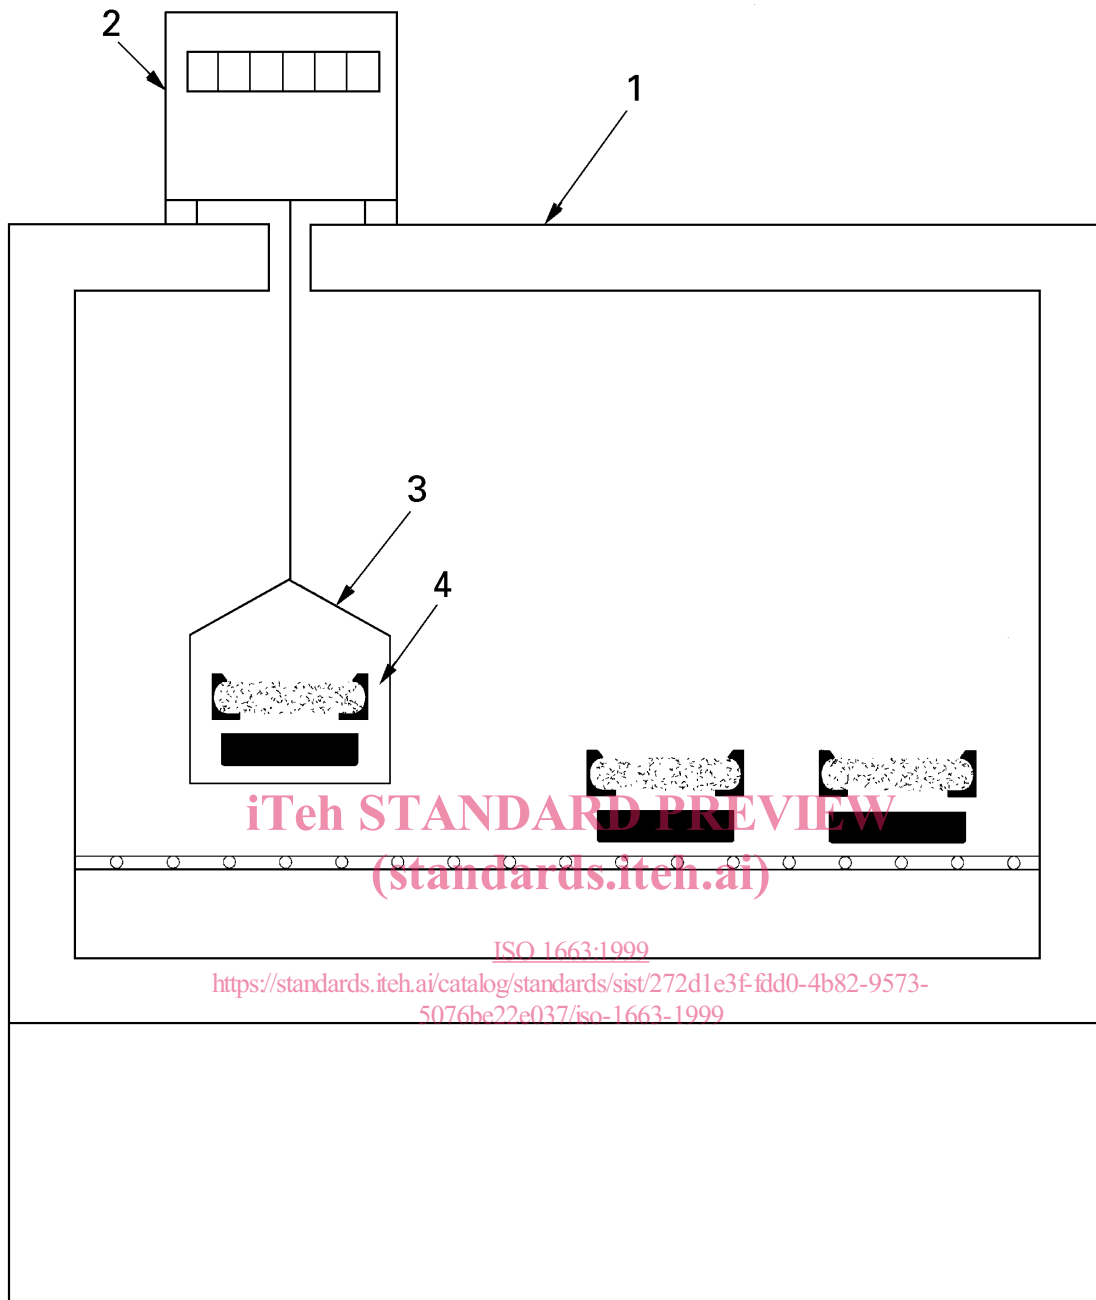 2
1
3
4
iTeh STANDARD PREVIEW
(standards.iteh.ai)
ISO 1663:1999
https://standards.iteh.ai/catalog/standards/sist/272d1e3f-fdd0-4b82-9573-
5076be22e037/iso-1663-1999